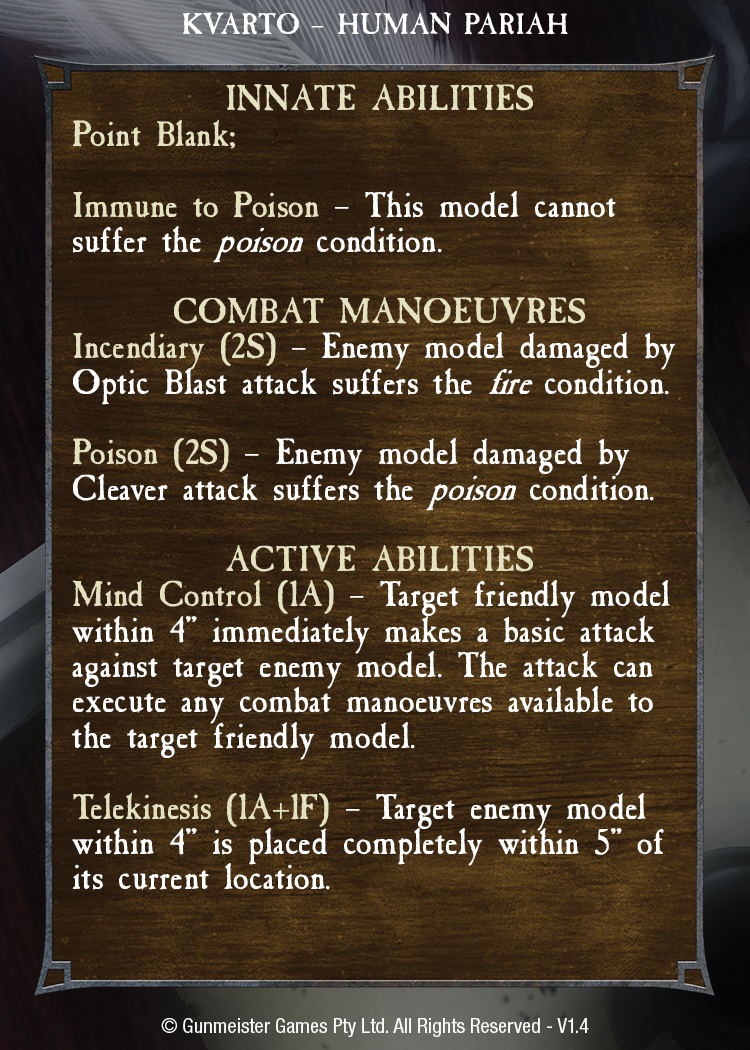 KVARTO – HUMAN PARIAH
INNATE ABILITIES
Point Blank;
Immune to Poison – This model cannot
suffer the poison condition.
COMBAT MANOEUVRES
Incendiary (2S) – Enemy model damaged by
Optic Blast attack suffers the fire condition.
Poison (2S) – Enemy model damaged by
Cleaver attack suffers the poison condition.
ACTIVE ABILITIES
Mind Control (1A) – Target friendly model
within 4” immediately makes a basic attack
against target enemy model. The attack can
execute any combat manoeuvres available to
the target friendly model.
Telekinesis (1A+1F) – Target enemy model
within 4” is placed completely within 5” of
its current location.
© Gunmeister Games Pty Ltd. All Rights Reserved - V1.4